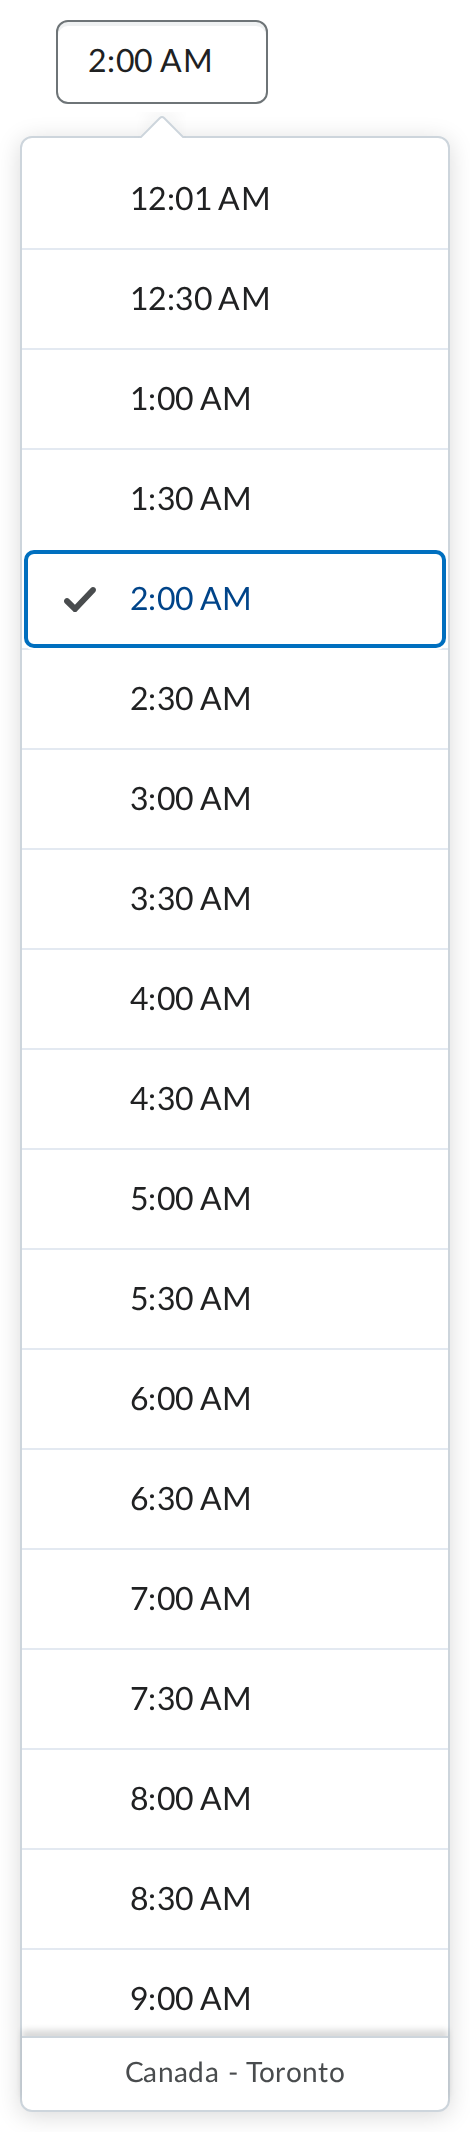 2:00 AM
12:01 AM
12:30 AM
1:00 AM
1:30 AM
2:00 AM
2:30 AM
3:00 AM
3:30 AM
4:00 AM
4:30 AM
5:00 AM
5:30 AM
6:00 AM
6:30 AM
7:00 AM
7:30 AM
8:00 AM
8:30 AM
9:00 AM
Canada - Toronto